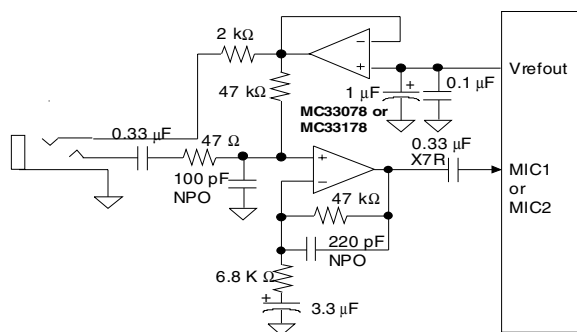 2 kΩ
47 kΩ
−
+
+
1 µF
0.1 µF
Vrefout
MC33078 or
MC33178
0.33 µF
47 Ω
100 pF
NPO
+
−
0.33 µF
X7R
MIC1
or
MIC2
47 kΩ
220 pF
NPO
6.8 K Ω
+
3.3 µF